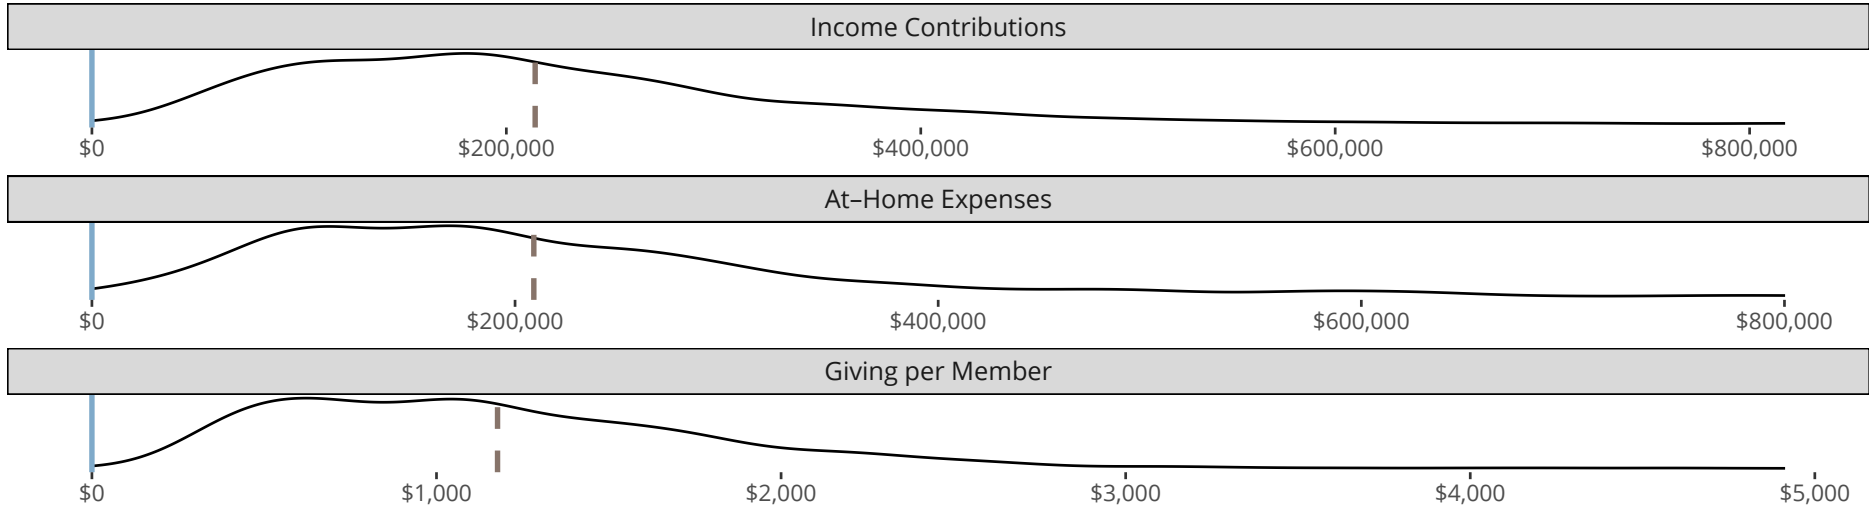 Income Contributions
$0 $200,000 $400,000 $600,000 $800,000
At–Home Expenses
$0 $200,000 $400,000 $600,000 $800,000
Giving per Member
$0 $1,000 $2,000 $3,000 $4,000 $5,000